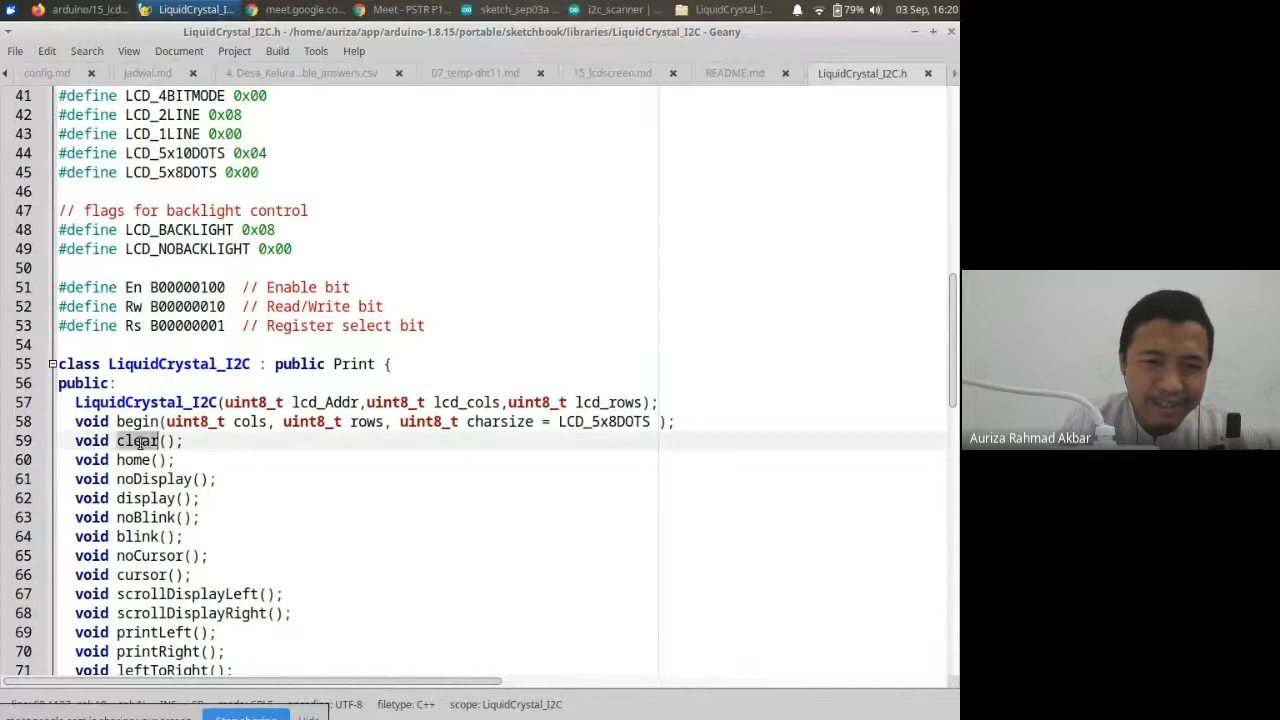 arduino/15_lcd...
LiquidCrystal_I...
meet.google.co...
Meet - PSTR P1...
sketch_sep03a ...
i2c_scanner | ...
LiquidCrystal_I...
79%
03 Sep, 16:20
LiquidCrystal_I2C.h - /home/auriza/app/arduino-1.8.15/portable/sketchbook/libraries/LiquidCrystal_I2C - Geany
File Edit Search View Document Project Build Tools Help
config.md
jadwal.md
4. Desa_Kelura...ble_answers.csv
07_temp-dht11.md
15_lcdscreen.md
README.md
LiquidCrystal_I2C.h
41 #define LCD_4BITMODE 0x00
42 #define LCD_2LINE 0x08
43 #define LCD_1LINE 0x00
44 #define LCD_5x10DOTS 0x04
45 #define LCD_5x8DOTS 0x00
46
47 // flags for backlight control
48 #define LCD_BACKLIGHT 0x08
49 #define LCD_NOBACKLIGHT 0x00
50
51 #define En B00000100 // Enable bit
52 #define Rw B00000010 // Read/Write bit
53 #define Rs B00000001 // Register select bit
54
55 class LiquidCrystal_I2C : public Print {
56 public:
57 LiquidCrystal_I2C(uint8_t lcd_Addr,uint8_t lcd_cols,uint8_t lcd_rows);
58 void begin(uint8_t cols, uint8_t rows, uint8_t charsize = LCD_5x8DOTS );
59 void clear();
60 void home();
61 void noDisplay();
62 void display();
63 void noBlink();
64 void blink();
65 void noCursor();
66 void cursor();
67 void scrollDisplayLeft();
68 void scrollDisplayRight();
69 void printLeft();
70 void printRight();
71 void leftToRight();
UTF-8 filetype: C++ scope: LiquidCrystal_I2C
Auriza Rahmad Akbar